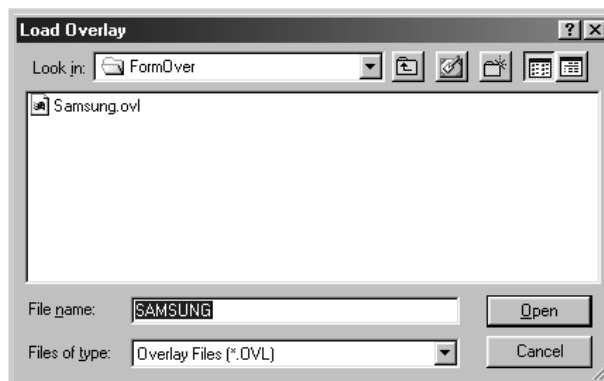 Load Overlay
Look in: FormOver
Samsung.ovl
File name: SAMSUNG Open
Files of type: Overlay Files (*.OVL) Cancel